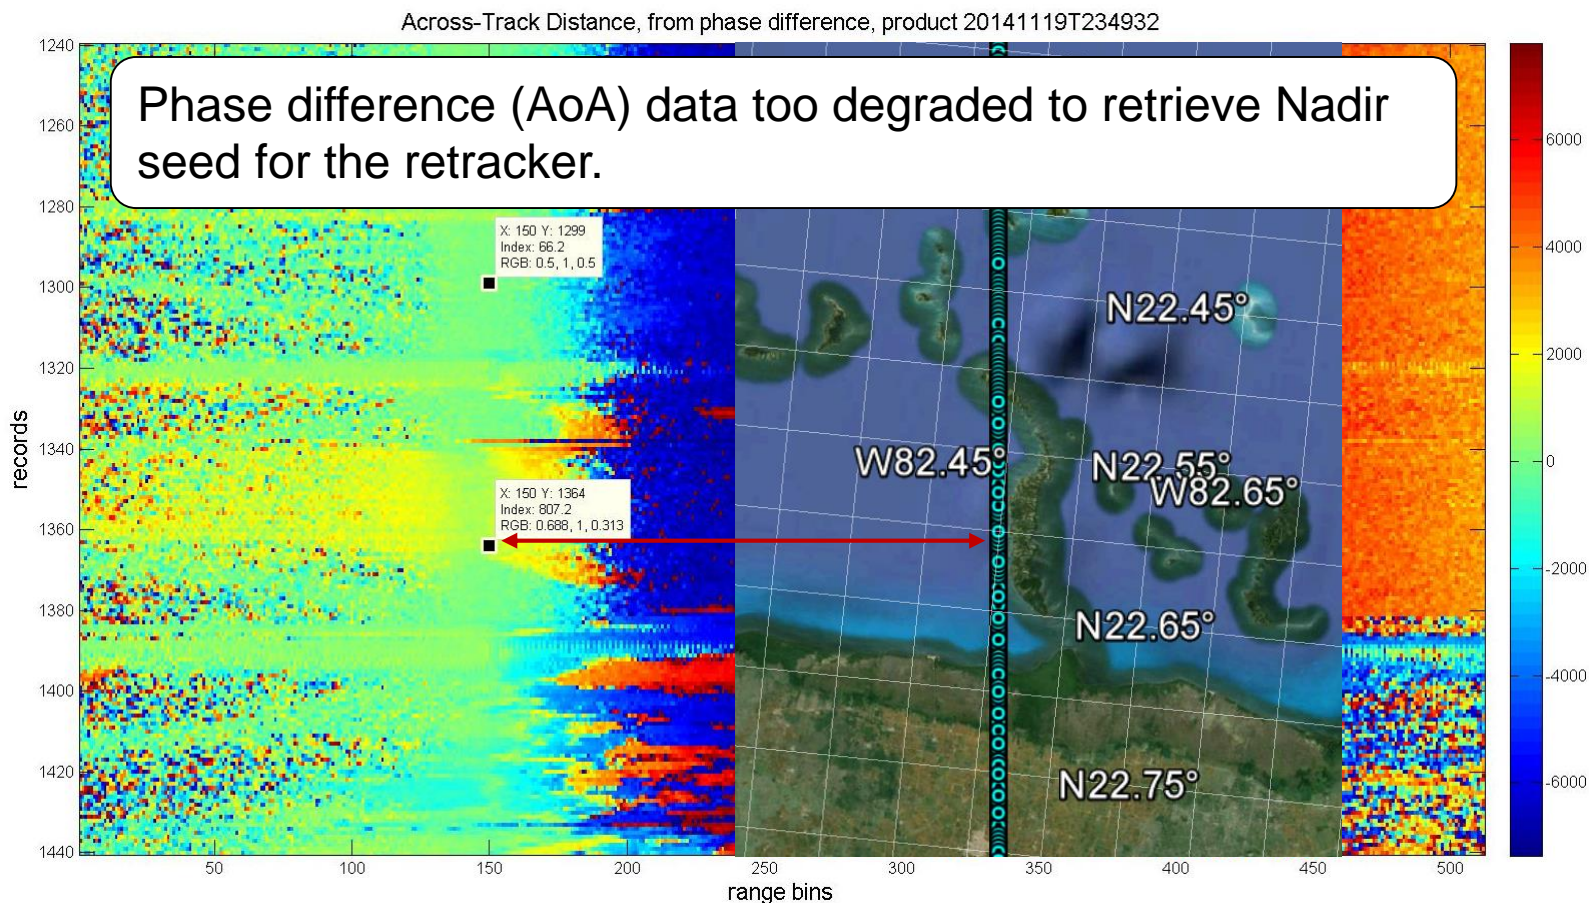 Across-Track Distance, from phase difference, product 20141119T234932
Phase difference (AoA) data too degraded to retrieve Nadir
seed for the retracker.
1240
1260
1280
1300
1320
1340
1360
1380
1400
1420
1440
records
X: 150 Y: 1299
Index: 66.2
RGB: 0.5, 1, 0.5
X: 150 Y: 1364
Index: 807.2
RGB: 0.688, 1, 0.313
N22.45°
W82.45°
N22.55°
W82.65°
N22.65°
N22.75°
50 100 150 200 250 300 350 400 450 500
range bins
6000
4000
2000
0
-2000
-4000
-6000